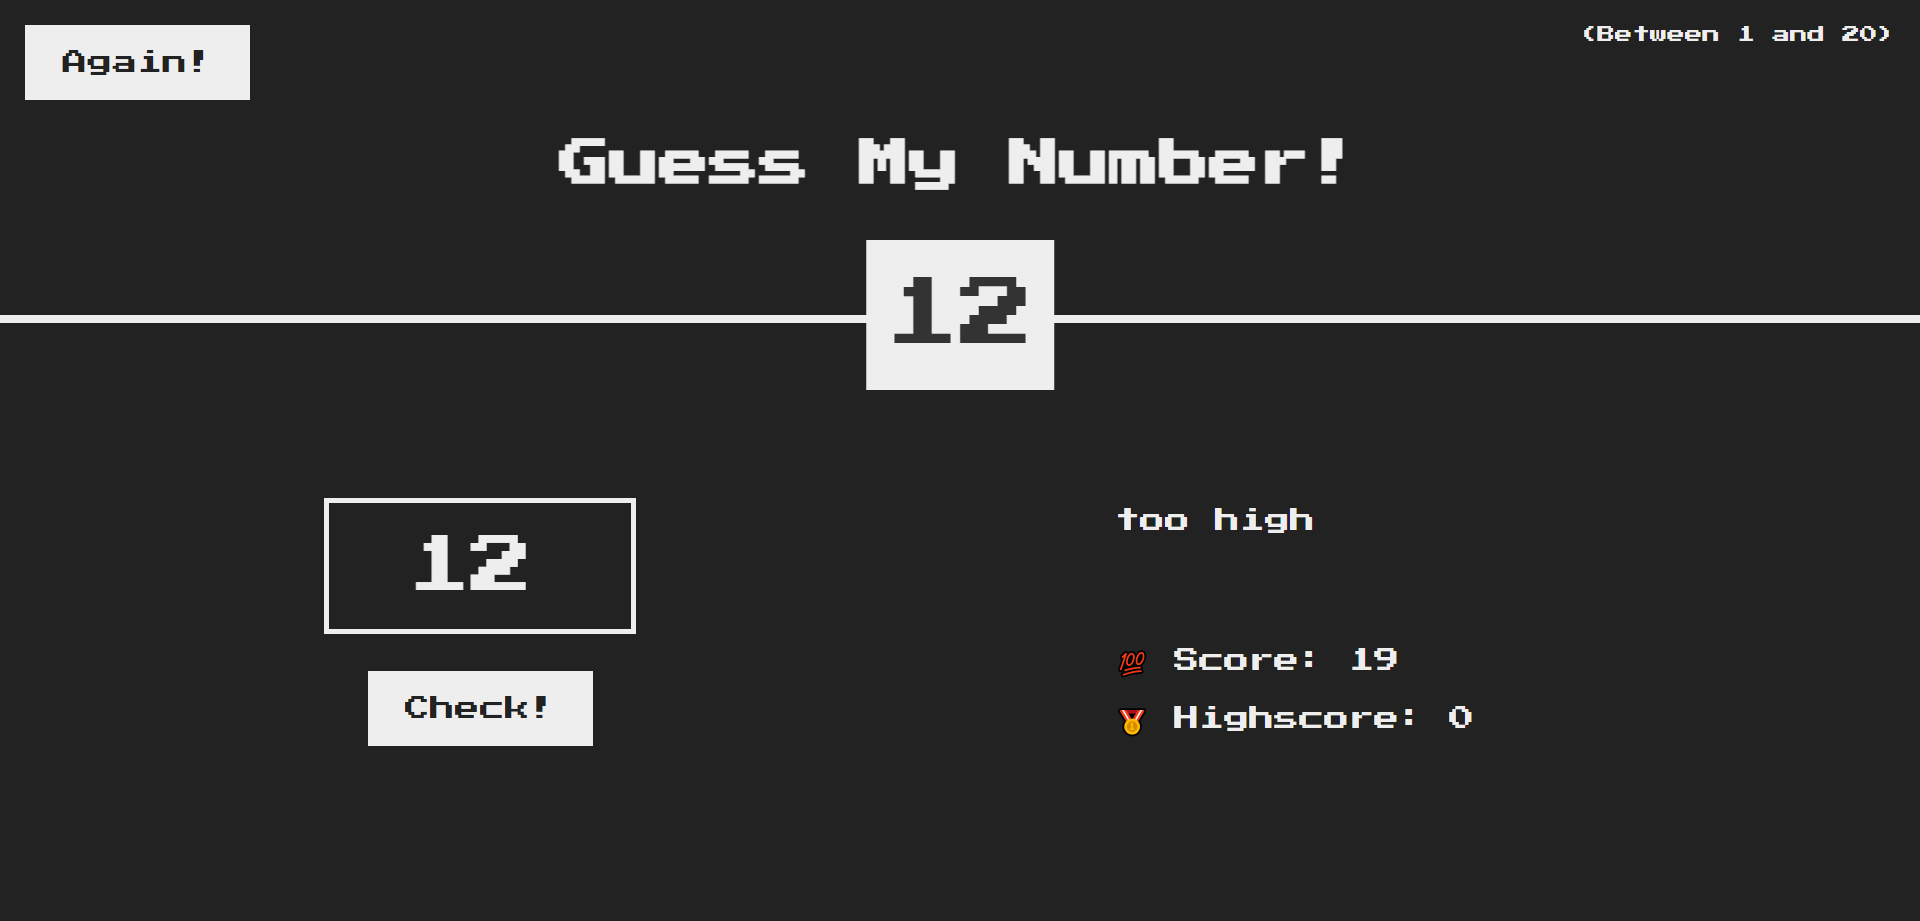 Again!
(Between 1 and 20)
Guess My Number!
12
12
Check!
too high
💯 Score: 19
🥇 Highscore: 0